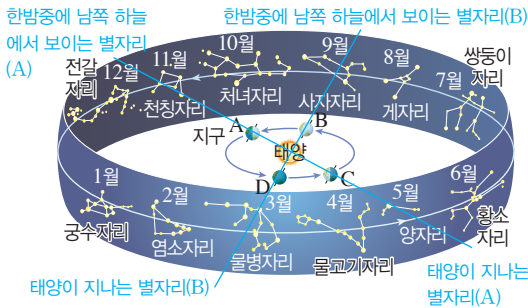 한밤중에 남쪽 하늘
에서 보이는 별자리
(A)
한밤중에 남쪽 하늘에서 보이는 별자리(B)
전갈
자리
12월
11월
천칭자리
10월
처녀자리
9월
사자자리
8월
게자리
쌍둥이
자리
7월
지구
A
B
태양
D
C
1월
궁수자리
2월
염소자리
3월
물병자리
4월
물고기자리
5월
양자리
6월
황소
자리
태양이 지나는 별자리(B)
태양이 지나는
별자리(A)